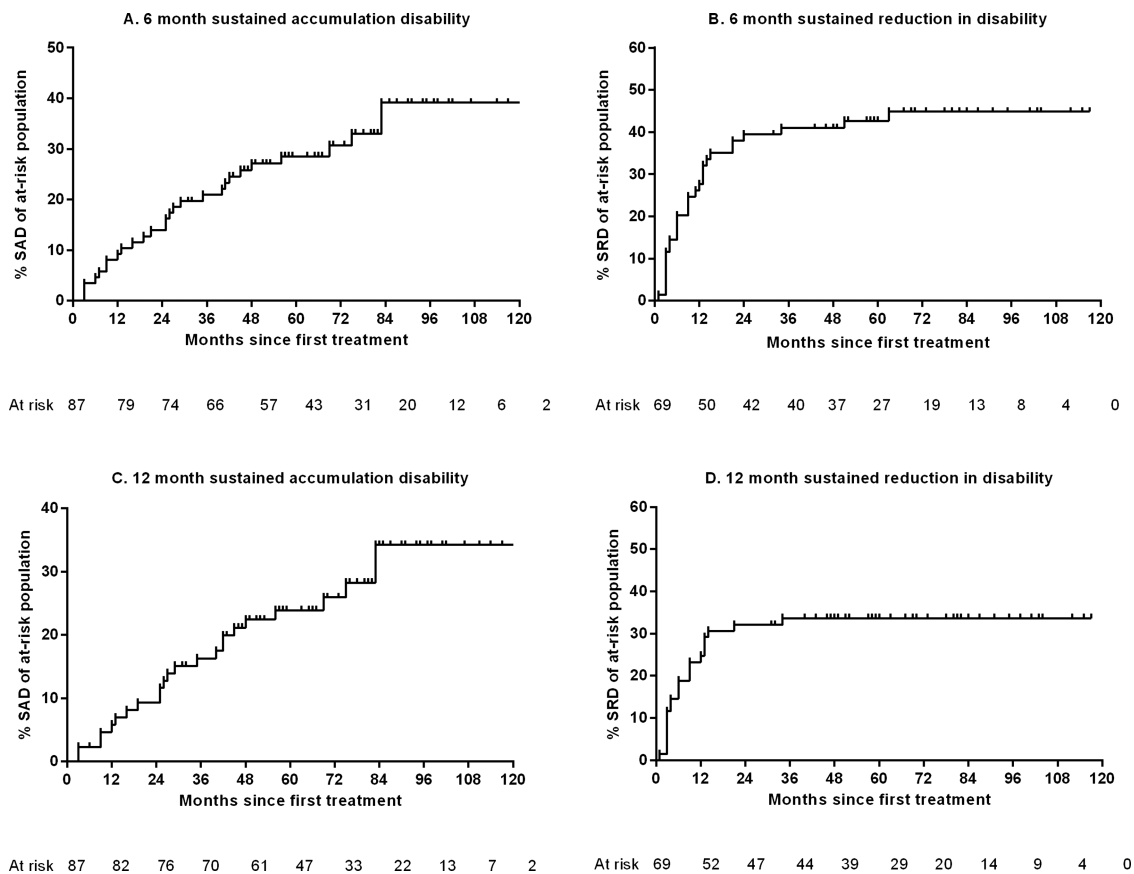 A. 6 month sustained accumulation disability
% SAD of at-risk population
50
40
30
20
10
0
0 12 24 36 48 60 72 84 96 108 120
Months since first treatment
At risk 87 79 74 66 57 43 31 20 12 6 2
B. 6 month sustained reduction in disability
% SRD of at-risk population
60
50
40
30
20
10
0
0 12 24 36 48 60 72 84 96 108 120
Months since first treatment
At risk 69 50 42 40 37 27 19 13 8 4 0
C. 12 month sustained accumulation disability
% SAD of at-risk population
40
30
20
10
0
0 12 24 36 48 60 72 84 96 108 120
Months since first treatment
At risk 87 82 76 70 61 47 33 22 13 7 2
D. 12 month sustained reduction in disability
% SRD of at-risk population
60
50
40
30
20
10
0
0 12 24 36 48 60 72 84 96 108 120
Months since first treatment
At risk 69 52 47 44 39 29 20 14 9 4 0